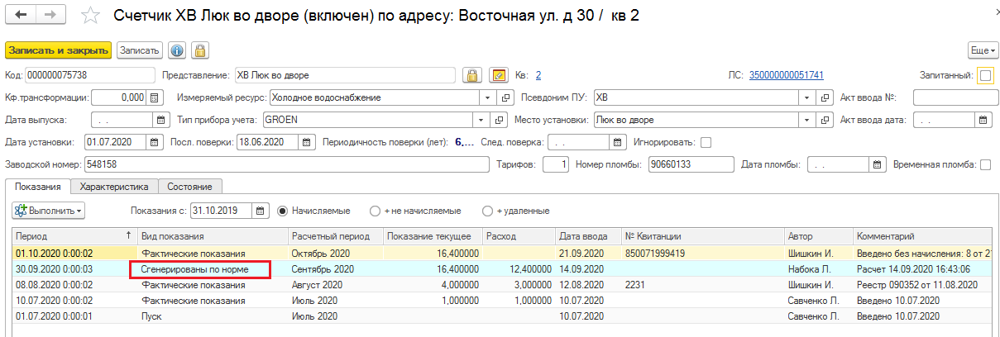 Счетчик ХВ Люк во дворе (включен) по адресу: Восточная ул. д 30 / кв 2
Записать и закрыть Записать Еще
Код: 000000075738 Представление: ХВ Люк во дворе Кв: 2 ЛС: 350000000051741 Запитанный:
Кф.трансформации: 0,000 Измеряемый ресурс: Холодное водоснабжение Псевдоним ПУ: ХВ Акт ввода №:
Дата выпуска: . . Тип прибора учета: GROEN Место установки: Люк во дворе Акт ввода дата: . .
Дата установки: 01.07.2020 Посл. поверки: 18.06.2020 Периодичность поверки (лет): 6,... След. поверка: . . Игнорировать:
Заводской номер: 548158 Тарифов: 1 Номер пломбы: 90660133 Дата пломбы: . . Временная пломба:
Показания Характеристика Состояние
Выполнить Показания с: 31.10.2019 Начисляемые + не начисляемые + удаленные
Период ↑ Вид показания Расчетный период Показание текущее Расход Дата ввода № Квитанции Автор Комментарий
01.10.2020 0:00:02 Фактические показания Октябрь 2020 16,400000 21.09.2020 850071999419 Шишкин И. Введено без начисления: 8 от 2
30.09.2020 0:00:03 Сгенерированы по норме Сентябрь 2020 16,400000 12,400000 14.09.2020 Набока Л. Расчет 14.09.2020 16:43:06
08.08.2020 0:00:02 Фактические показания Август 2020 4,000000 3,000000 12.08.2020 2231 Шишкин И. Реестр 090352 от 11.08.2020
10.07.2020 0:00:02 Фактические показания Июль 2020 1,000000 1,000000 10.07.2020 Савченко Л. Введено 10.07.2020
01.07.2020 0:00:01 Пуск Июль 2020 10.07.2020 Савченко Л. Введено 10.07.2020